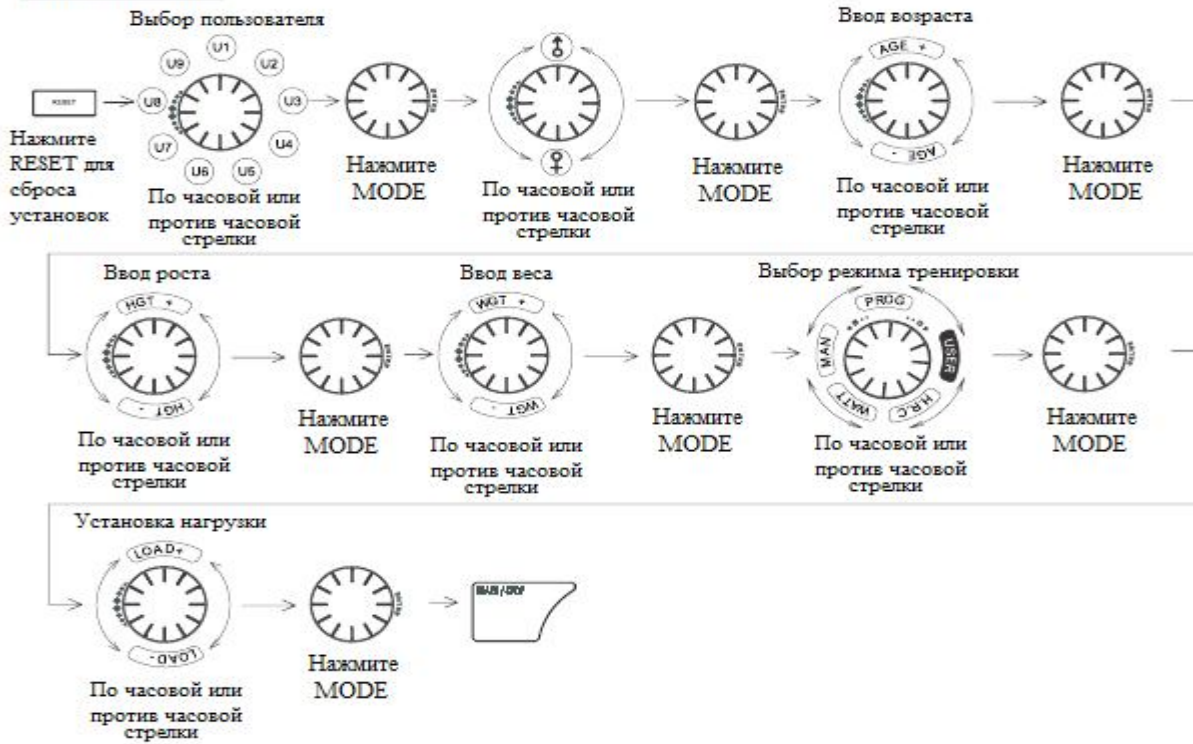 Выбор пользователя
Ввод возраста
U1
U2
U3
U4
U5
U6
U7
U8
U9
RESET
AGE +
AGE -
Нажмите
RESET для
сброса
установок
По часовой или
против часовой
стрелки
Нажмите
MODE
По часовой или
против часовой
стрелки
Нажмите
MODE
По часовой или
против часовой
стрелки
Нажмите
MODE
Ввод роста
Ввод веса
Выбор режима тренировки
HGT +
HGT -
WGT +
WGT -
PROG
MAN
USER
WATT
H.R.C
По часовой или
против часовой
стрелки
Нажмите
MODE
По часовой или
против часовой
стрелки
Нажмите
MODE
По часовой или
против часовой
стрелки
Нажмите
MODE
Установка нагрузки
LOAD+
LOAD-
По часовой или
против часовой
стрелки
Нажмите
MODE